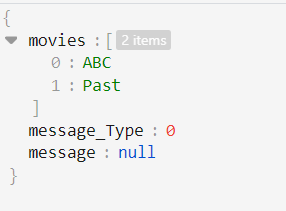 {
movies : [ 2 items
0 : ABC
1 : Past
]
message_Type : 0
message : null
}